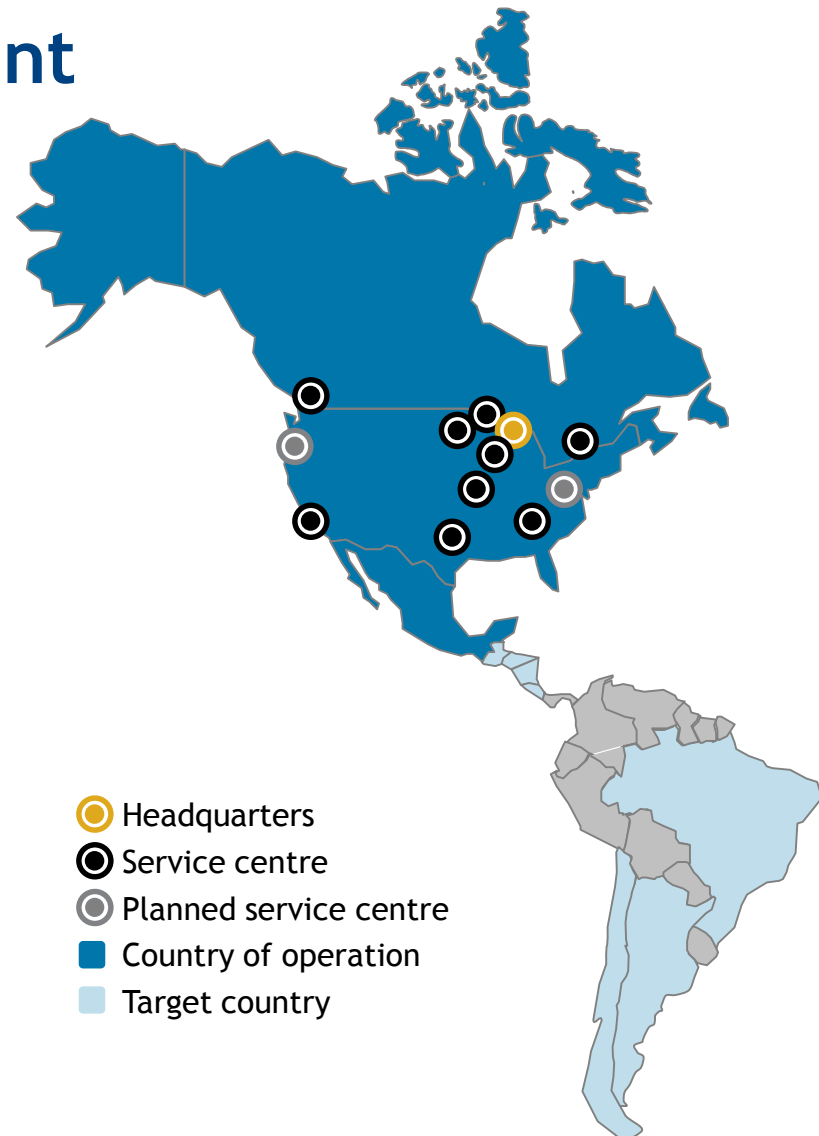 nt
Headquarters
Service centre
Planned service centre
Country of operation
Target country